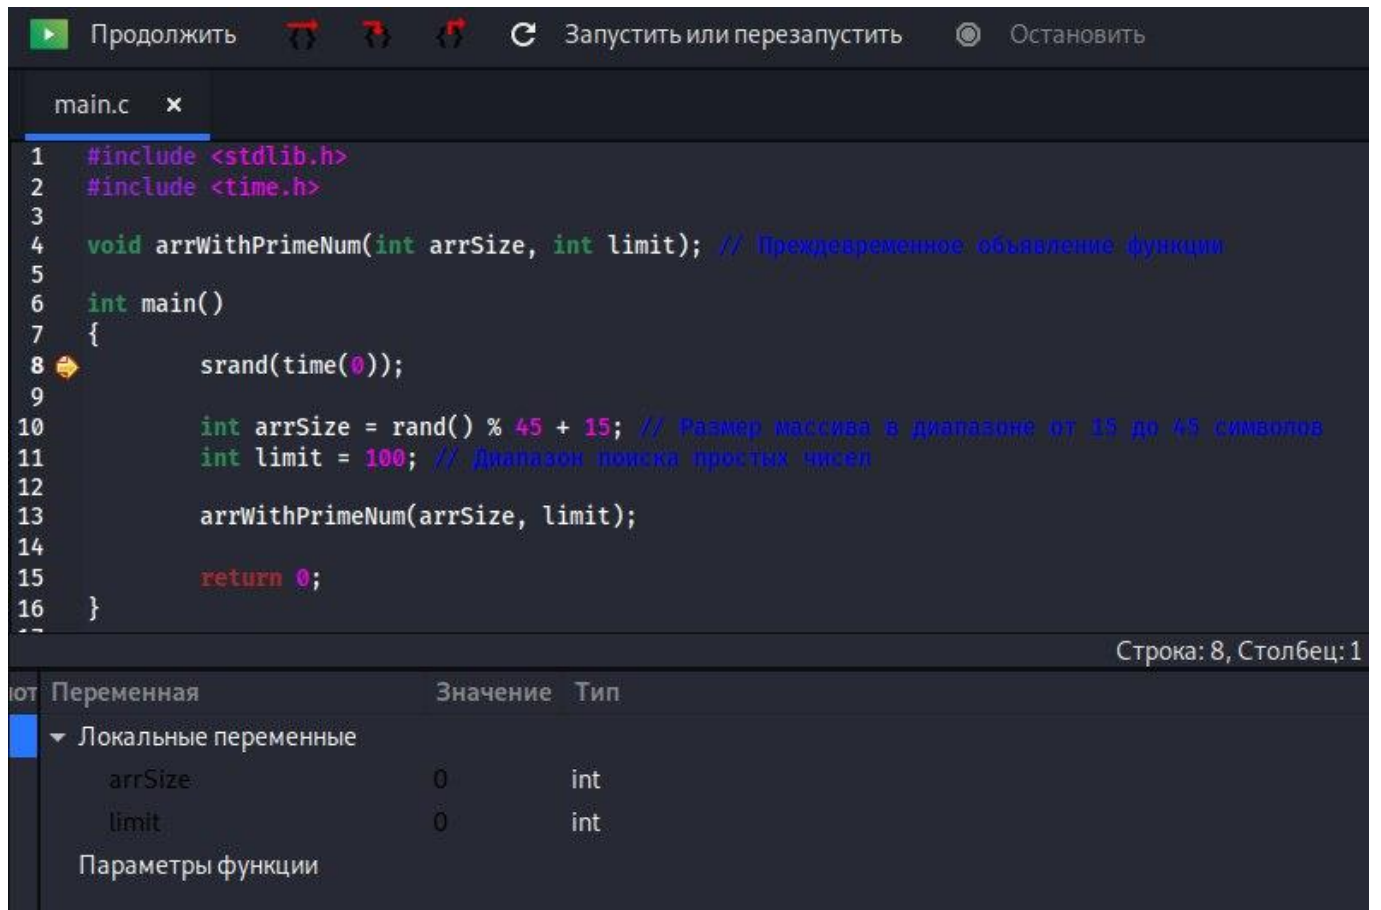 Продолжить Запустить или перезапустить Остановить
main.c ×
1 #include <stdlib.h>
2 #include <time.h>
3
4 void arrWithPrimeNum(int arrSize, int limit); // Преждевременное объявление функции
5
6 int main()
7 {
8 srand(time(0));
9
10 int arrSize = rand() % 45 + 15; // Размер массива в диапазоне от 15 до 45 символов
11 int limit = 100; // Диапазон поиска простых чисел
12
13 arrWithPrimeNum(arrSize, limit);
14
15 return 0;
16 }
Строка: 8, Столбец: 1
Переменная Значение Тип
Локальные переменные
arrSize 0 int
limit 0 int
Параметры функции